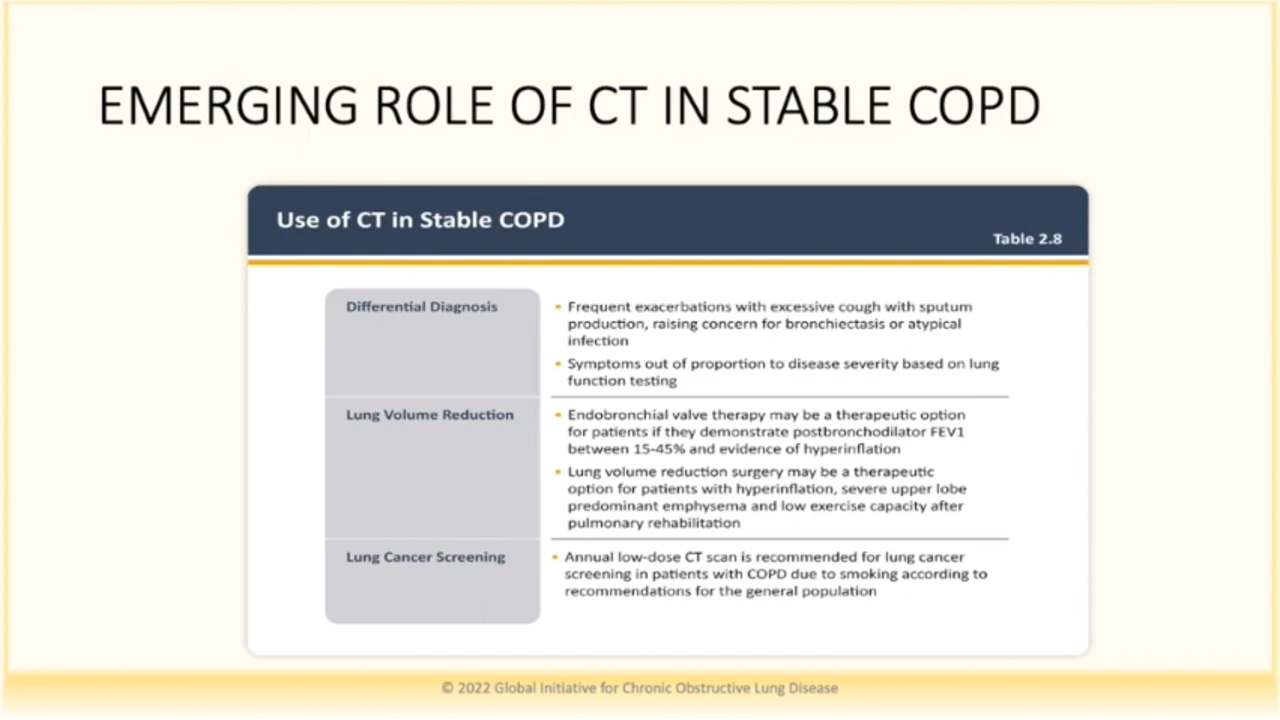 EMERGING ROLE OF CT IN STABLE COPD
Use of CT in Stable COPD
Table 2.8
Differential Diagnosis
• Frequent exacerbations with excessive cough with sputum
production, raising concern for bronchiectasis or atypical
infection
• Symptoms out of proportion to disease severity based on lung
function testing
Lung Volume Reduction
• Endobronchial valve therapy may be a therapeutic option
for patients if they demonstrate postbronchodilator FEV1
between 15-45% and evidence of hyperinflation
• Lung volume reduction surgery may be a therapeutic
option for patients with hyperinflation, severe upper lobe
predominant emphysema and low exercise capacity after
pulmonary rehabilitation
Lung Cancer Screening
• Annual low-dose CT scan is recommended for lung cancer
screening in patients with COPD due to smoking according to
recommendations for the general population
© 2022 Global Initiative for Chronic Obstructive Lung Disease